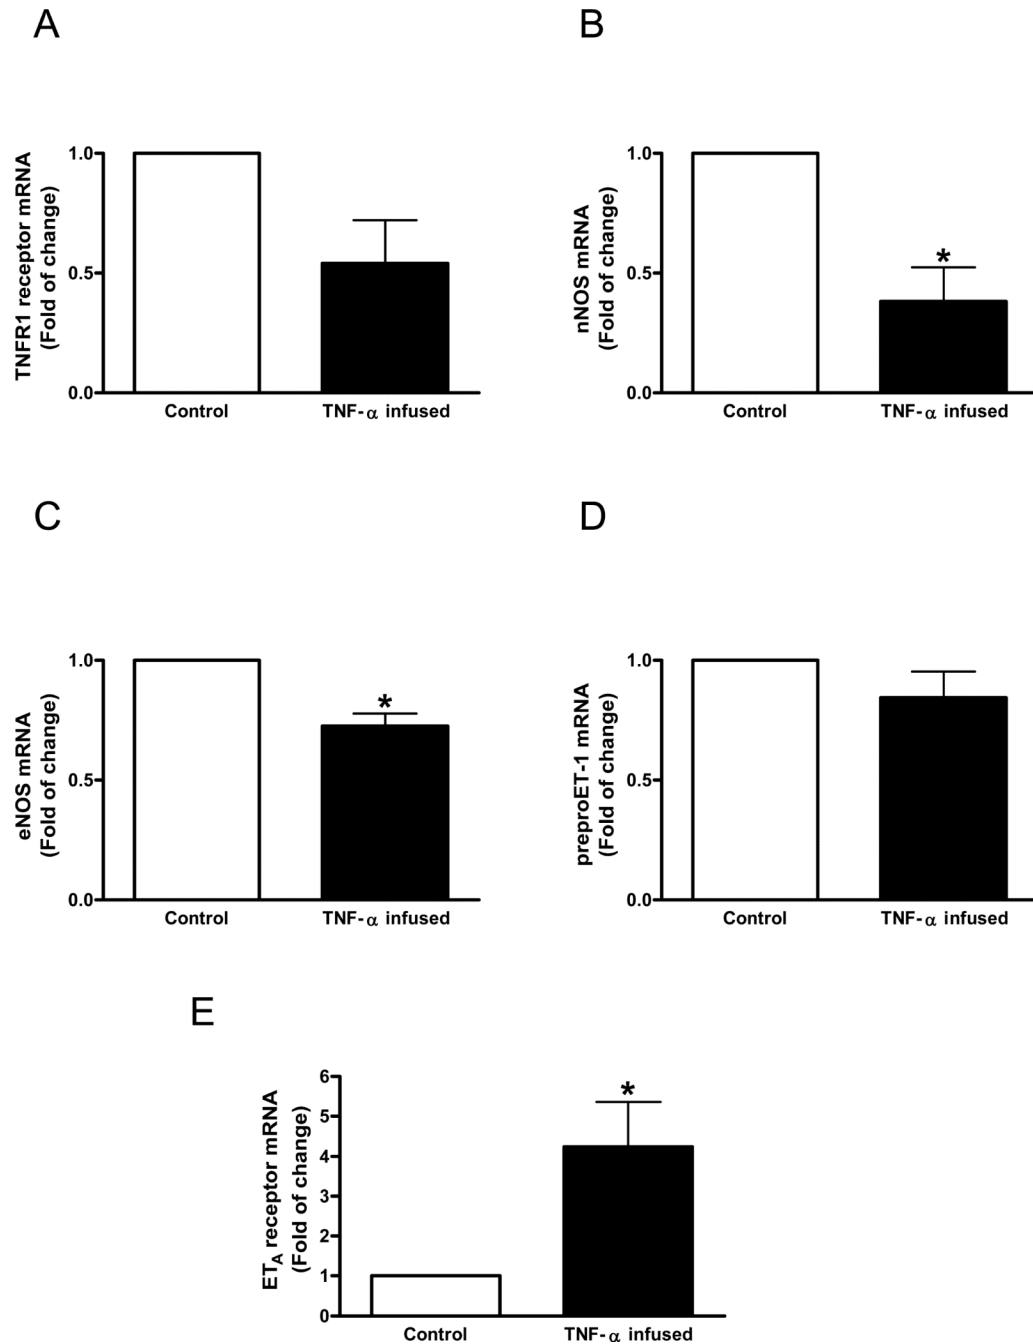 A
B
TNFR1 receptor mRNA
(Fold of change)
1.0
0.5
0.0
Control
TNF-α infused
nNOS mRNA
(Fold of change)
1.0
*
0.5
0.0
Control
TNF-α infused
C
D
eNOS mRNA
(Fold of change)
1.0
*
0.5
0.0
Control
TNF-α infused
preproET-1 mRNA
(Fold of change)
1.0
0.5
0.0
Control
TNF-α infused
E
ETA receptor mRNA
(Fold of change)
6
*
5
4
3
2
1
0
Control
TNF-α infused